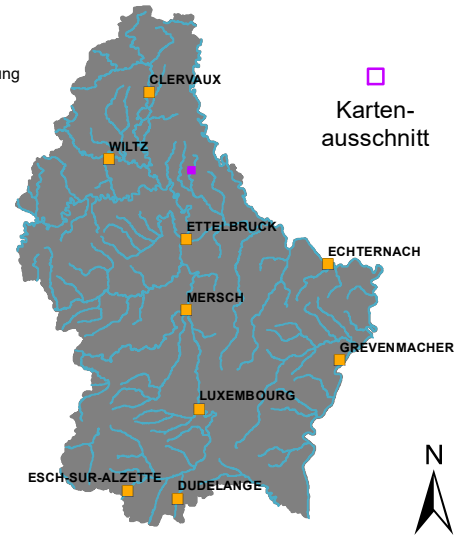 ung
CLERVAUX
Karten-
ausschnitt
WILTZ
ETTELBRUCK
ECHTERNACH
MERSCH
GREVENMACHER
LUXEMBOURG
N
ESCH-SUR-ALZETTE
DUDELANGE